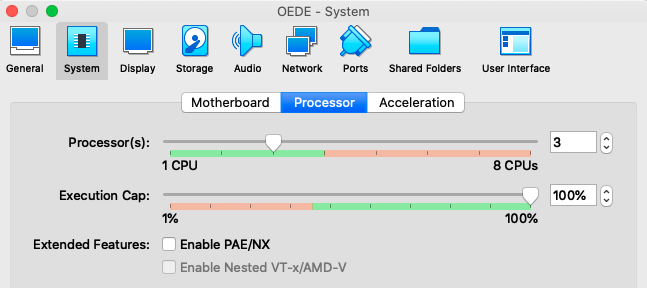 OEDE - System
General System Display Storage Audio Network Ports Shared Folders User Interface
Motherboard Processor Acceleration
Processor(s): 3
1 CPU 8 CPUs
Execution Cap: 100%
1% 100%
Extended Features: Enable PAE/NX
Enable Nested VT-x/AMD-V